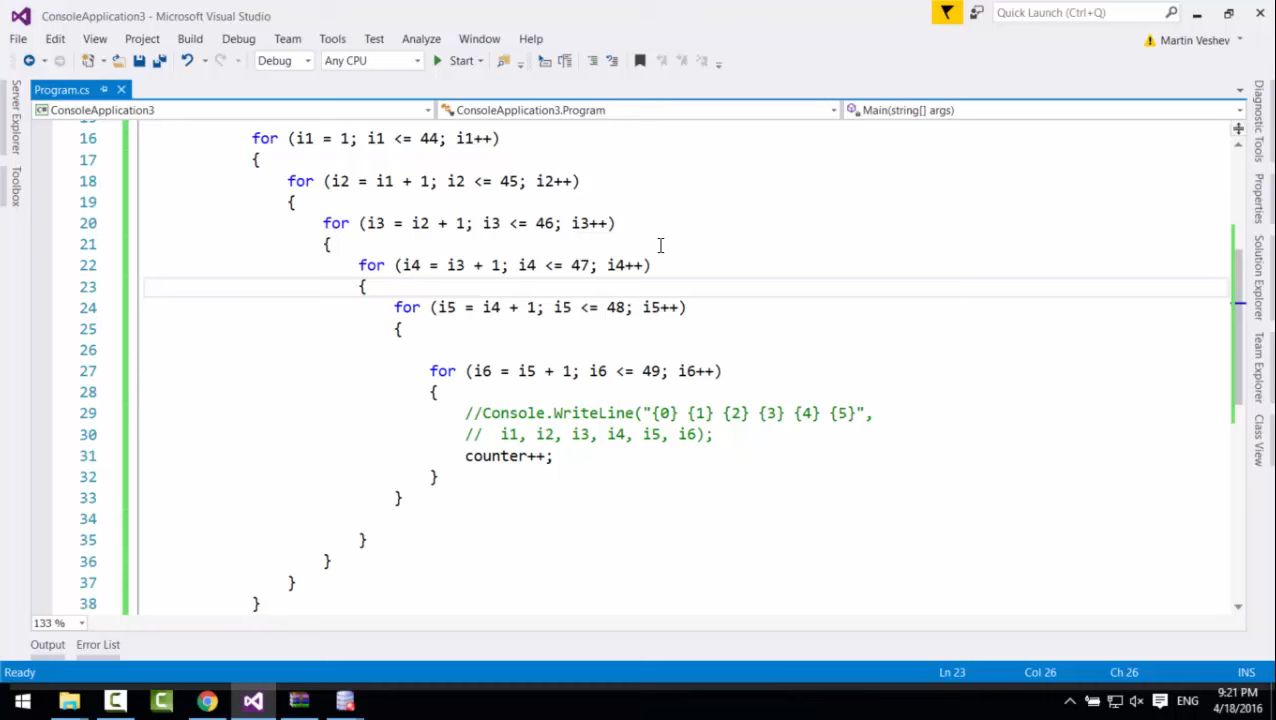 ConsoleApplication3 - Microsoft Visual Studio
Quick Launch (Ctrl+Q)
File Edit View Project Build Debug Team Tools Test Analyze Window Help
Martin Veshev
Debug Any CPU Start
Program.cs
ConsoleApplication3 ConsoleApplication3.Program Main(string[] args)
Server Explorer
Toolbox
16 for (i1 = 1; i1 <= 44; i1++)
17 {
18 for (i2 = i1 + 1; i2 <= 45; i2++)
19 {
20 for (i3 = i2 + 1; i3 <= 46; i3++)
21 {
22 for (i4 = i3 + 1; i4 <= 47; i4++)
23 {
24 for (i5 = i4 + 1; i5 <= 48; i5++)
25 {
26
27 for (i6 = i5 + 1; i6 <= 49; i6++)
28 {
29 //Console.WriteLine("{0} {1} {2} {3} {4} {5}",
30 // i1, i2, i3, i4, i5, i6);
31 counter++;
32 }
33 }
34
35 }
36 }
37 }
38 }
Diagnostic Tools
Properties
Solution Explorer
Team Explorer
Class View
133 %
Output Error List
Ready Ln 23 Col 26 Ch 26 INS
ENG
9:21 PM
4/18/2016